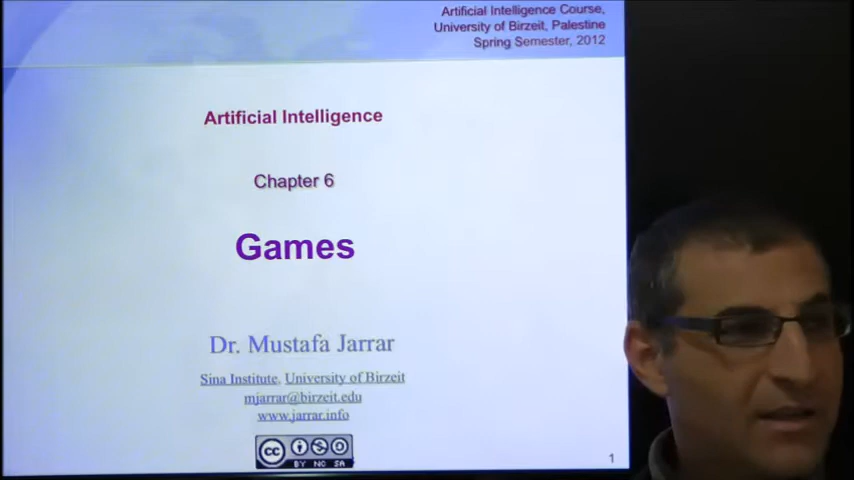 Artificial Intelligence Course,
University of Birzeit, Palestine
Spring Semester, 2012
Artificial Intelligence
Chapter 6
Games
Dr. Mustafa Jarrar
Sina Institute, University of Birzeit
mjarrar@birzeit.edu
www.jarrar.info
cc
BY NC SA
1